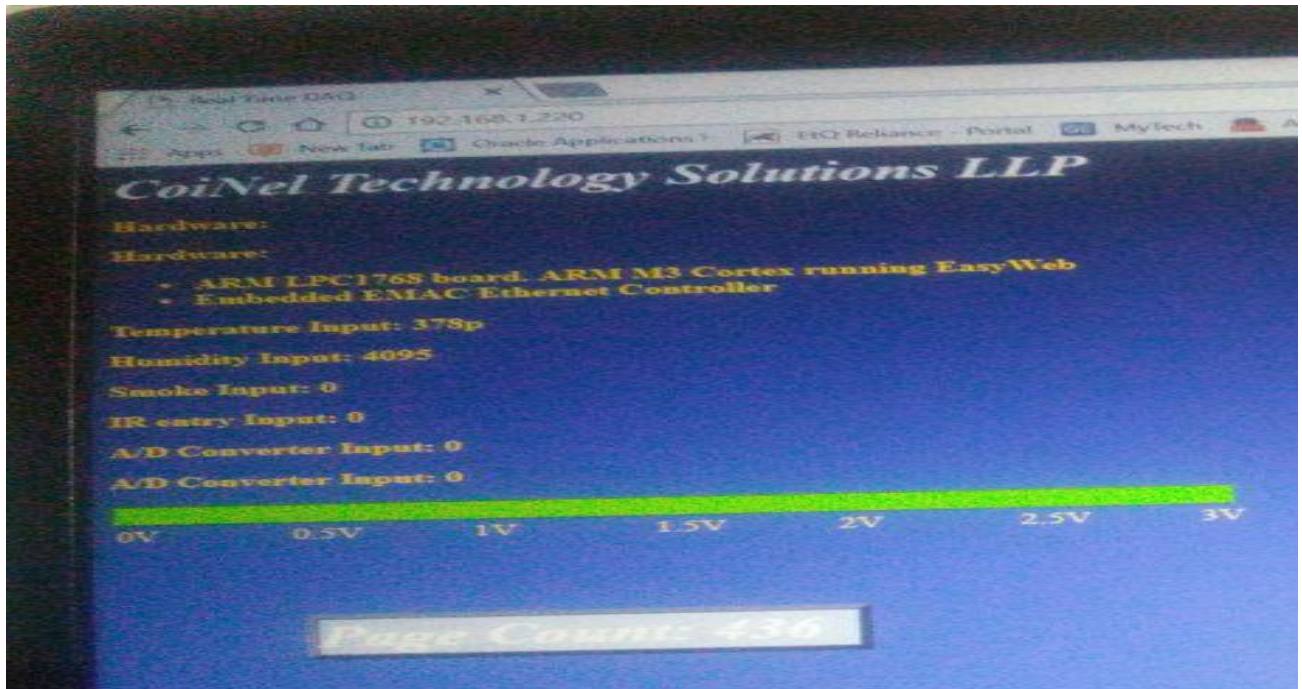 Real Time DAQ
192.168.1.220
Apps New Tab Oracle Applications HQ Reliance - Portal MyTech
CoiNel Technology Solutions LLP
Hardware:
Hardware:
• ARM LPC1768 board. ARM M3 Cortex running EasyWeb
• Embedded EMAC Ethernet Controller
Temperature Input: 378p
Humidity Input: 4095
Smoke Input: 0
IR entry Input: 0
A/D Converter Input: 0
A/D Converter Input: 0
0V 0.5V 1V 1.5V 2V 2.5V 3V
Page Count: 436